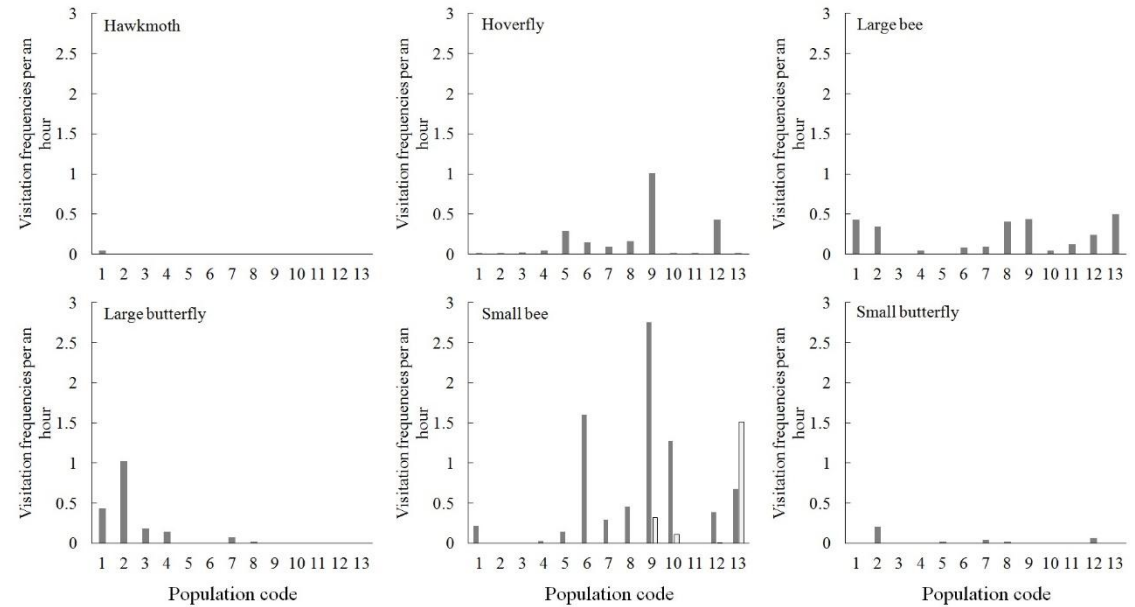 Hawkmoth
Visitation frequencies per an
hour
3
2.5
2
1.5
1
0.5
0
1 2 3 4 5 6 7 8 9 10 11 12 13
Hoverfly
Visitation frequencies per an
hour
3
2.5
2
1.5
1
0.5
0
1 2 3 4 5 6 7 8 9 10 11 12 13
Large bee
Visitation frequencies per an
hour
3
2.5
2
1.5
1
0.5
0
1 2 3 4 5 6 7 8 9 10 11 12 13
Large butterfly
Visitation frequencies per an
hour
3
2.5
2
1.5
1
0.5
0
1 2 3 4 5 6 7 8 9 10 11 12 13
Population code
Small bee
Visitation frequencies per an
hour
3
2.5
2
1.5
1
0.5
0
1 2 3 4 5 6 7 8 9 10 11 12 13
Population code
Small butterfly
Visitation frequencies per an
hour
3
2.5
2
1.5
1
0.5
0
1 2 3 4 5 6 7 8 9 10 11 12 13
Population code